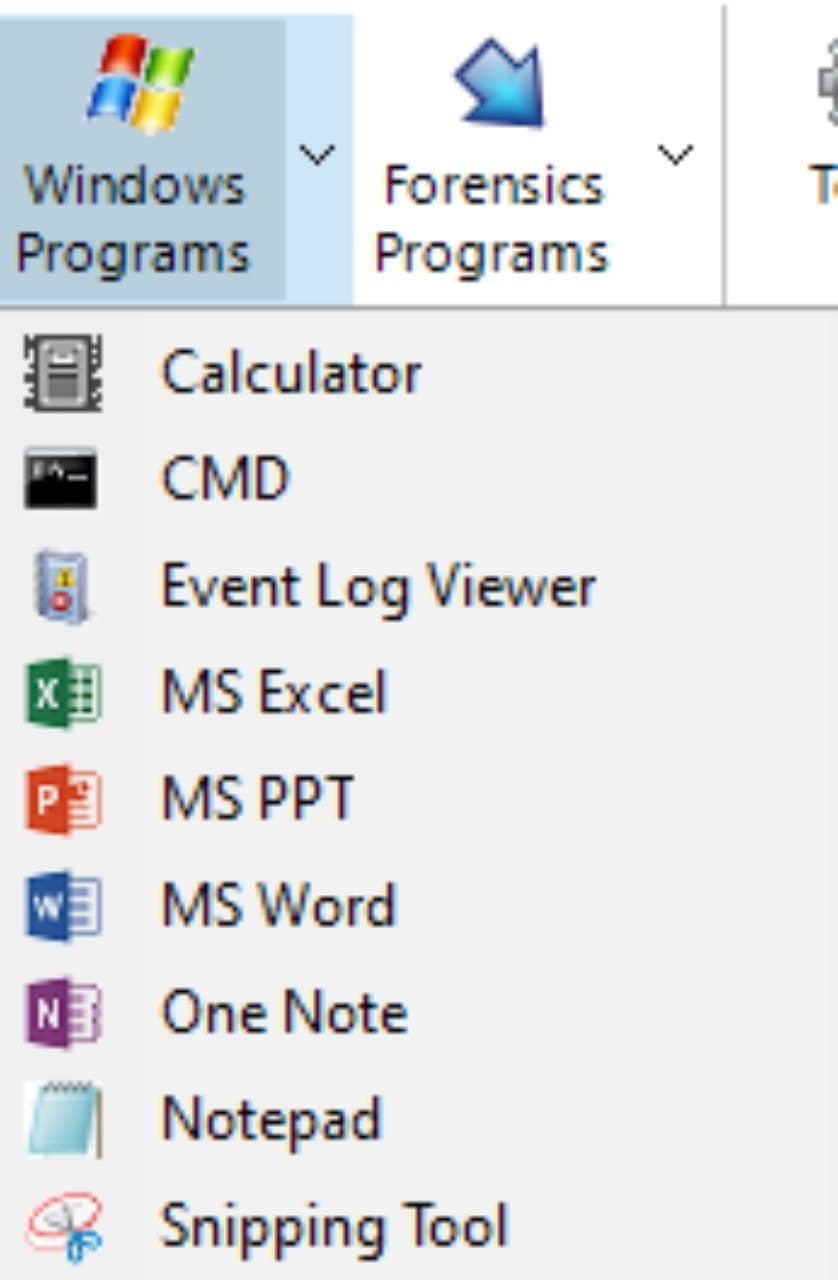 Windows
Programs
Forensics
Programs
Calculator
CMD
Event Log Viewer
MS Excel
MS PPT
MS Word
One Note
Notepad
Snipping Tool